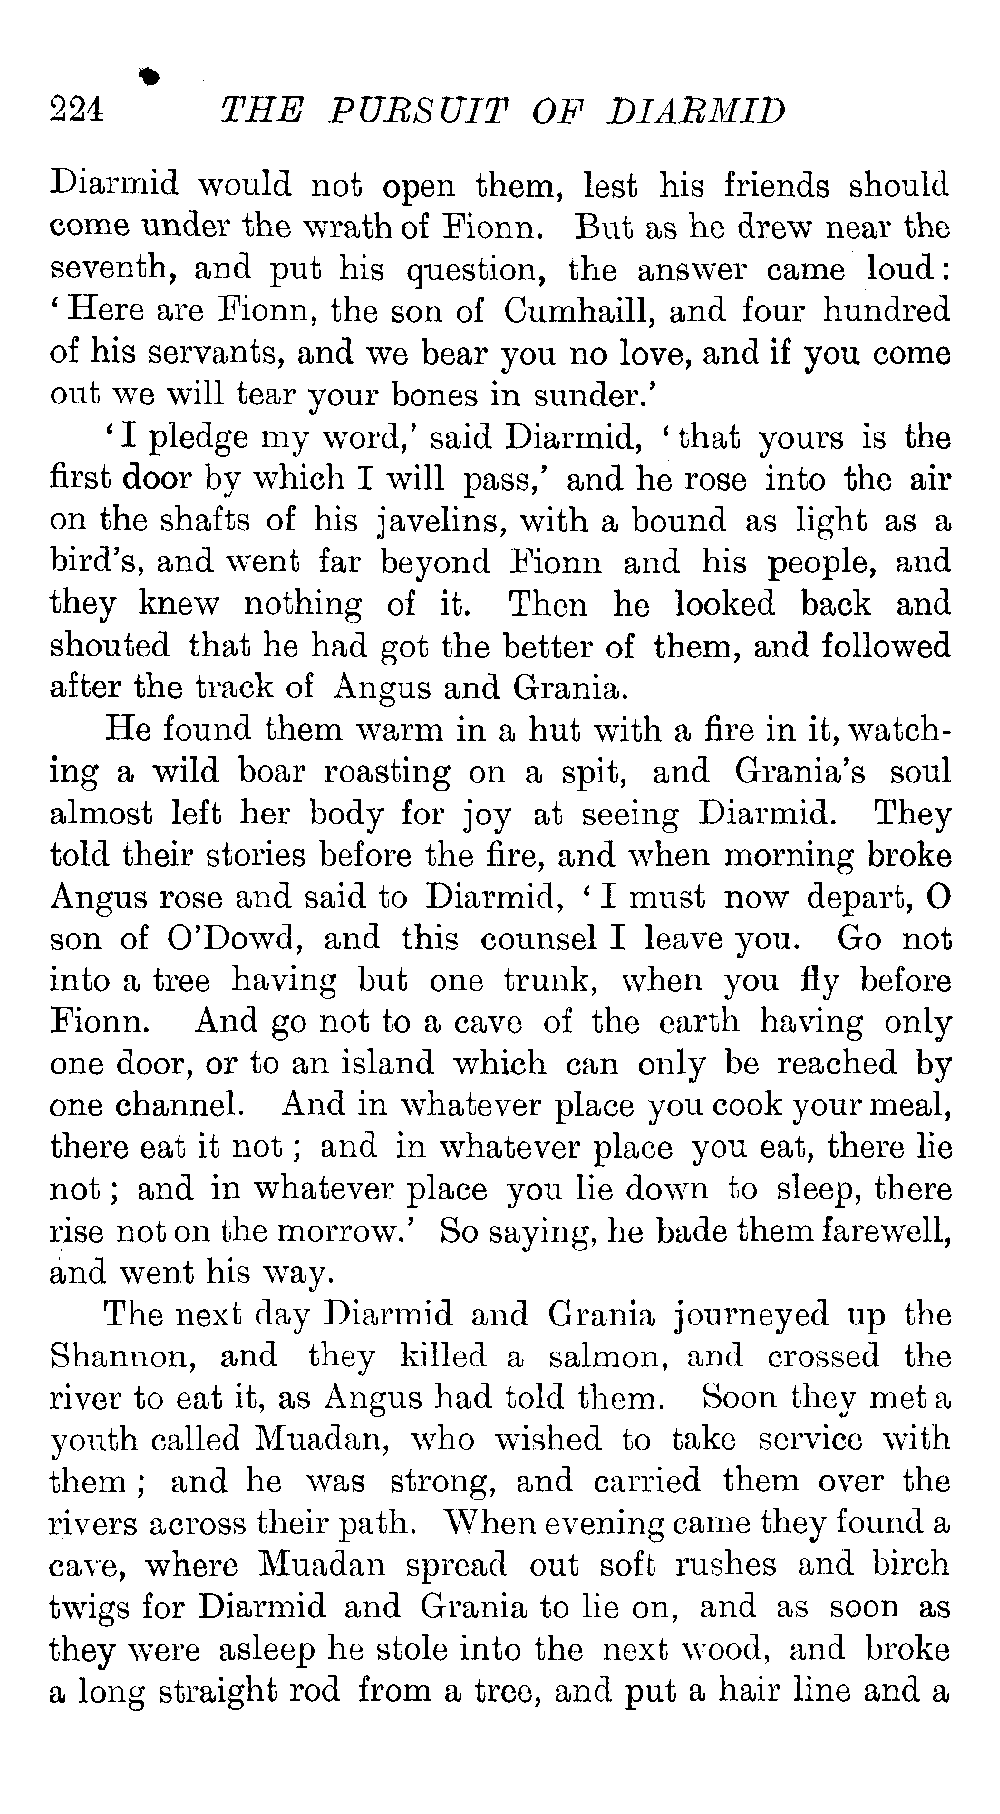 224 THE PURSUIT OF DIARMID
Diarmid would not open them, lest his friends should
come under the wrath of Fionn. But as he drew near the
seventh, and put his question, the answer came loud:
‘Here are Fionn, the son of Cumhaill, and four hundred
of his servants, and we bear you no love, and if you come
out we will tear your bones in sunder.’
‘I pledge my word,’ said Diarmid, ‘that yours is the
first door by which I will pass,’ and he rose into the air
on the shafts of his javelins, with a bound as light as a
bird’s, and went far beyond Fionn and his people, and
they knew nothing of it. Then he looked back and
shouted that he had got the better of them, and followed
after the track of Angus and Grania.
He found them warm in a hut with a fire in it, watch-
ing a wild boar roasting on a spit, and Grania’s soul
almost left her body for joy at seeing Diarmid. They
told their stories before the fire, and when morning broke
Angus rose and said to Diarmid, ‘I must now depart, O
son of O’Dowd, and this counsel I leave you. Go not
into a tree having but one trunk, when you fly before
Fionn. And go not to a cave of the earth having only
one door, or to an island which can only be reached by
one channel. And in whatever place you cook your meal,
there eat it not; and in whatever place you eat, there lie
not; and in whatever place you lie down to sleep, there
rise not on the morrow.’ So saying, he bade them farewell,
and went his way.
The next day Diarmid and Grania journeyed up the
Shannon, and they killed a salmon, and crossed the
river to eat it, as Angus had told them. Soon they met a
youth called Muadan, who wished to take service with
them; and he was strong, and carried them over the
rivers across their path. When evening came they found a
cave, where Muadan spread out soft rushes and birch
twigs for Diarmid and Grania to lie on, and as soon as
they were asleep he stole into the next wood, and broke
a long straight rod from a tree, and put a hair line and a